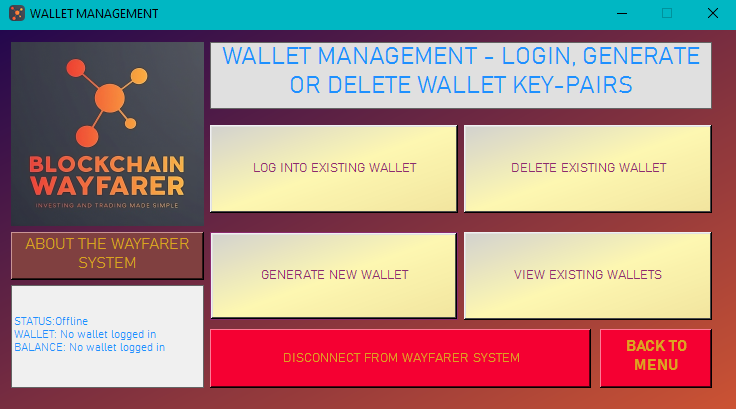 WALLET MANAGEMENT
WALLET MANAGEMENT - LOGIN, GENERATE
OR DELETE WALLET KEY-PAIRS
BLOCKCHAIN
WAYFARER
INVESTING AND TRADING MADE SIMPLE
LOG INTO EXISTING WALLET
DELETE EXISTING WALLET
ABOUT THE WAYFARER
SYSTEM
GENERATE NEW WALLET
VIEW EXISTING WALLETS
STATUS:Offline
WALLET: No wallet logged in
BALANCE: No wallet logged in
DISCONNECT FROM WAYFARER SYSTEM
BACK TO
MENU